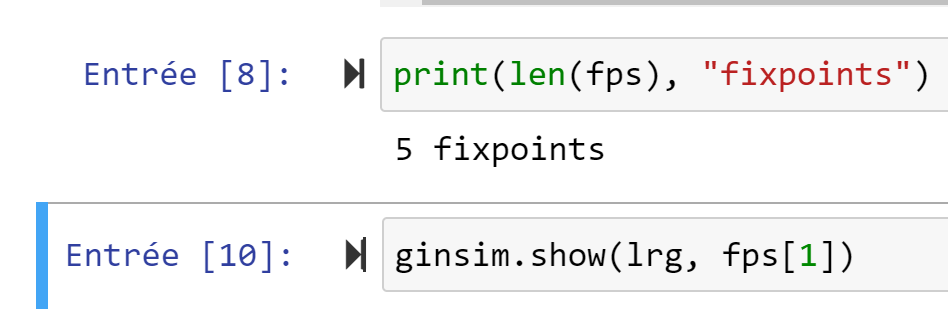 Entrée [8]: print(len(fps), "fixpoints")
5 fixpoints
Entrée [10]: ginsim.show(lrg, fps[1])